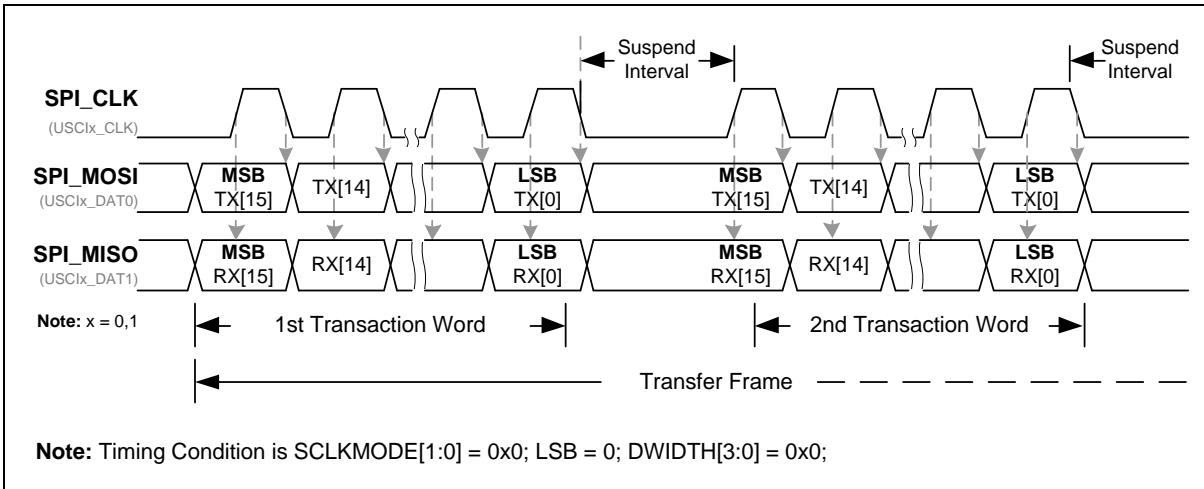 Suspend
Interval
Suspend
Interval
SPI_CLK
(USCIx_CLK)
SPI_MOSI
(USCIx_DAT0)
MSB
TX[15]
TX[14]
LSB
TX[0]
MSB
TX[15]
TX[14]
LSB
TX[0]
SPI_MISO
(USCIx_DAT1)
MSB
RX[15]
RX[14]
LSB
RX[0]
MSB
RX[15]
RX[14]
LSB
RX[0]
Note: x = 0,1
1st Transaction Word
2nd Transaction Word
Transfer Frame
Note: Timing Condition is SCLKMODE[1:0] = 0x0; LSB = 0; DWIDTH[3:0] = 0x0;